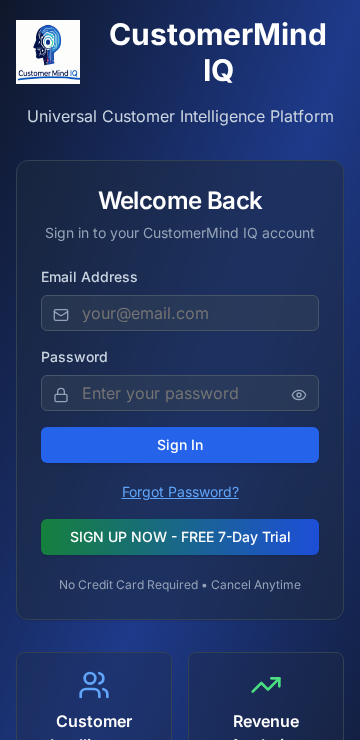 CustomerMind IQ
CustomerMind
IQ
Universal Customer Intelligence Platform
Welcome Back
Sign in to your CustomerMind IQ account
Email Address
your@email.com
Password
Enter your password
Sign In
Forgot Password?
SIGN UP NOW - FREE 7-Day Trial
No Credit Card Required • Cancel Anytime
Customer
Revenue